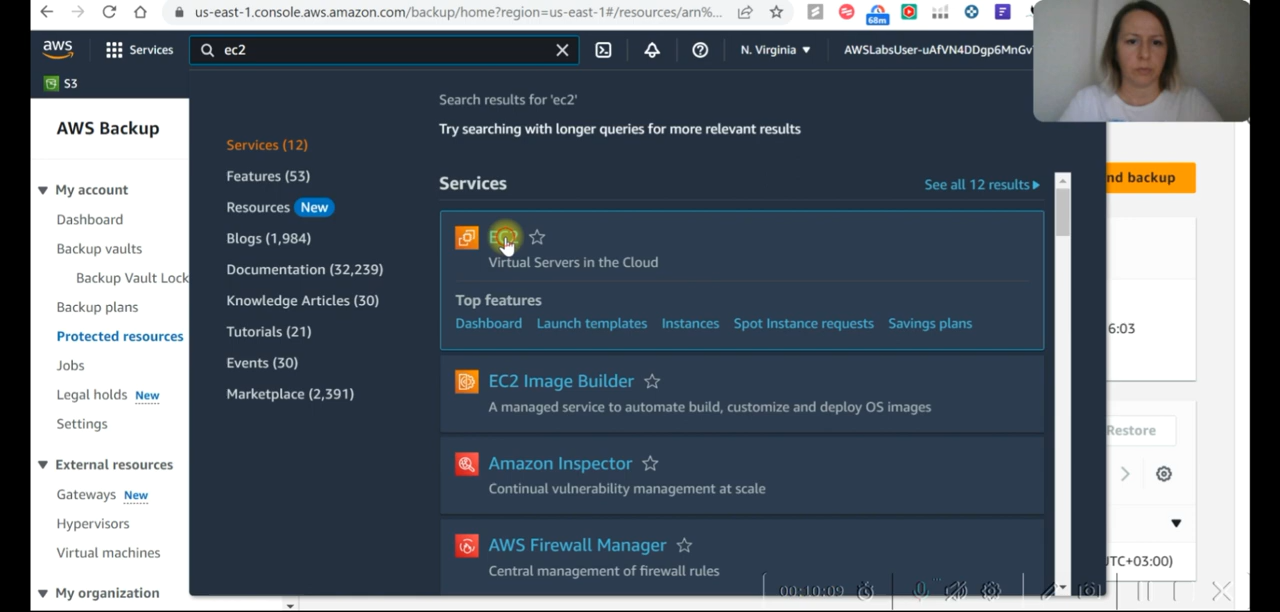 us-east-1.console.aws.amazon.com/backup/home?region=us-east-1#/resources/arn%...
68m
aws
Services
ec2
N. Virginia
AWSLabsUser-uAfVN4DDgp6MnGv
S3
AWS Backup
My account
Dashboard
Backup vaults
Backup Vault Lock
Backup plans
Protected resources
Jobs
Legal holds New
Settings
External resources
Gateways New
Hypervisors
Virtual machines
My organization
Services (12)
Features (53)
Resources New
Blogs (1,984)
Documentation (32,239)
Knowledge Articles (30)
Tutorials (21)
Events (30)
Marketplace (2,391)
Search results for 'ec2'
Try searching with longer queries for more relevant results
Services
See all 12 results
EC2
Virtual Servers in the Cloud
Top features
Dashboard Launch templates Instances Spot Instance requests Savings plans
EC2 Image Builder
A managed service to automate build, customize and deploy OS images
Amazon Inspector
Continual vulnerability management at scale
AWS Firewall Manager
Central management of firewall rules
nd backup
6:03
Restore
UTC+03:00)
00:10:09